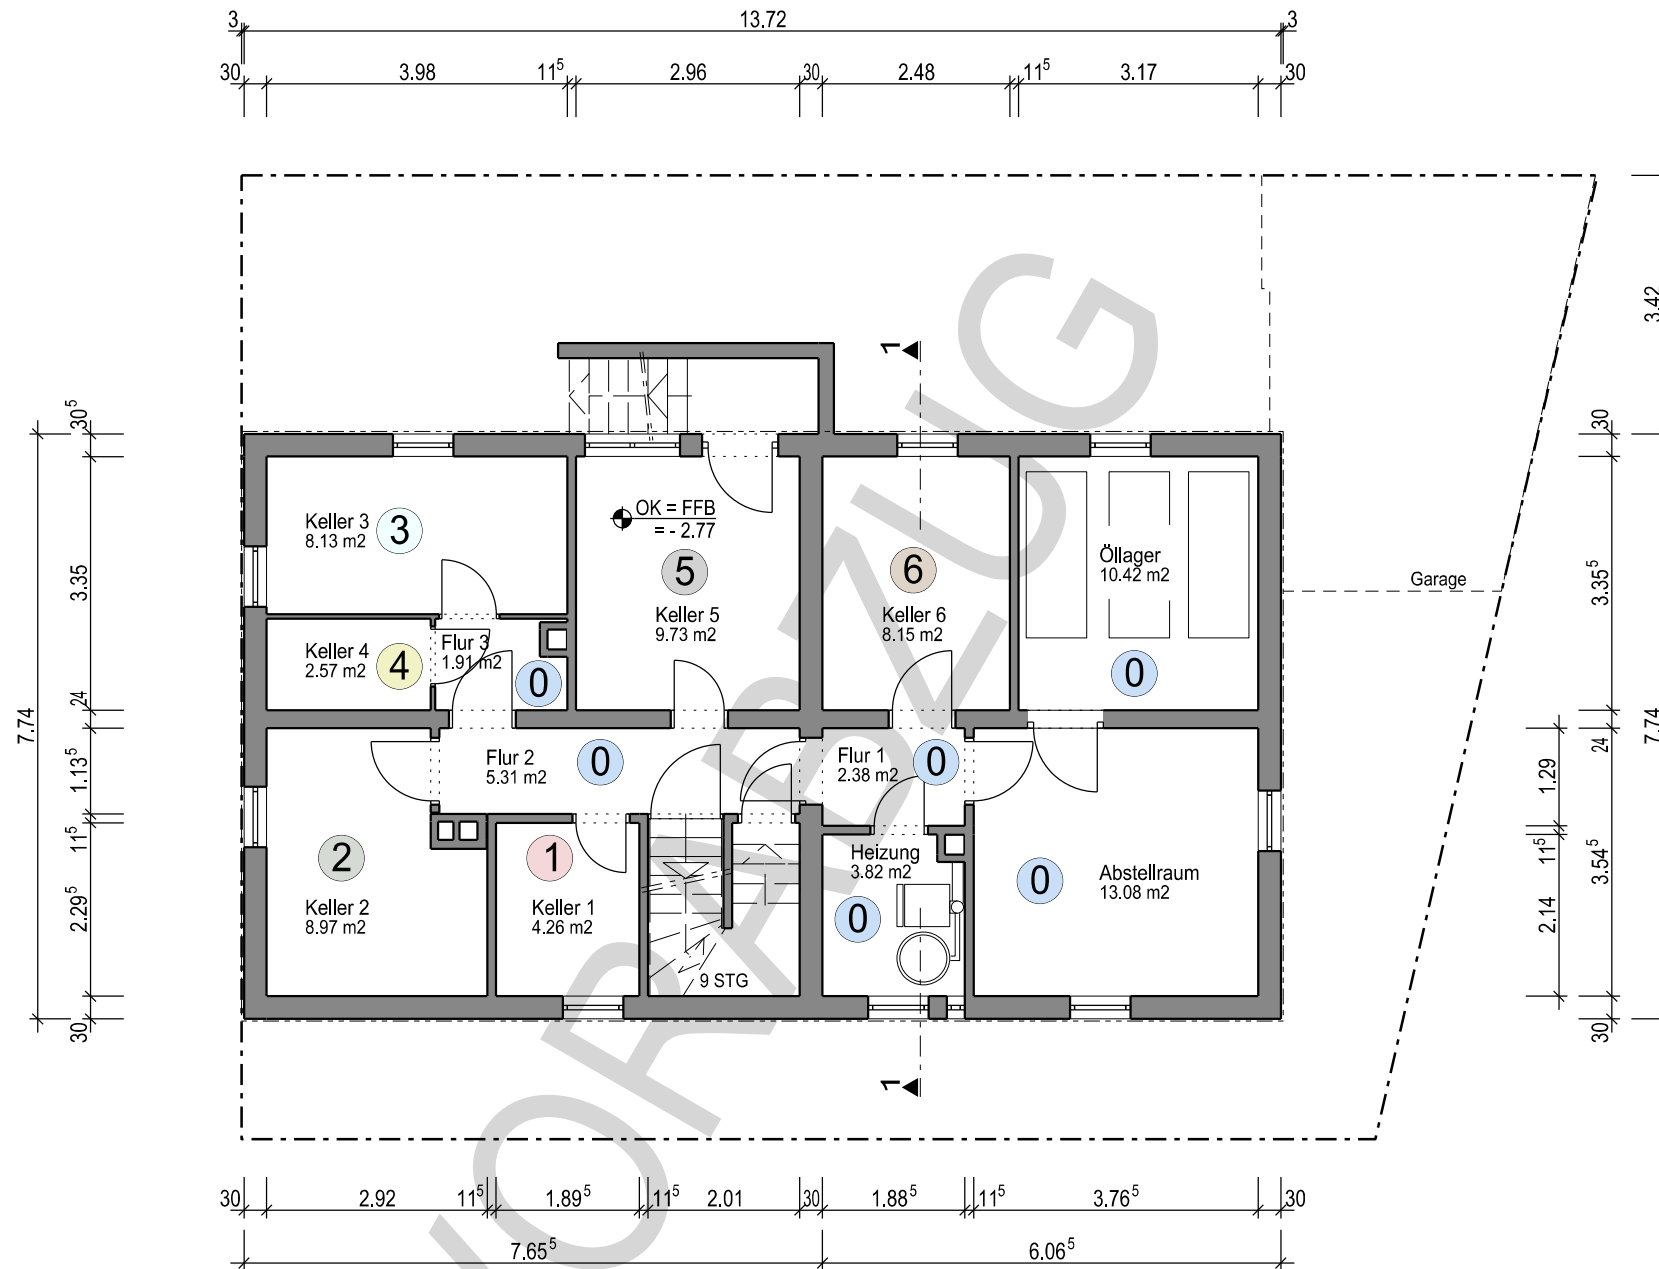 3 13.72 3
30 3.98 11⁵ 2.96 30 2.48 11⁵ 3.17 30
3.42
1
30⁵
3.35
24
1.13⁵
11⁵
2.29⁵
30
7.74
Keller 3
8.13 m2
3
OK = FFB
= - 2.77
5
Keller 5
9.73 m2
6
Keller 6
8.15 m2
Öllager
10.42 m2
0
Garage
Keller 4
2.57 m2
4
Flur 3
1.91 m2
0
Flur 2
5.31 m2
0
Flur 1
2.38 m2
0
2
Keller 2
8.97 m2
1
Keller 1
4.26 m2
9 STG
Heizung
3.82 m2
0
0
Abstellraum
13.08 m2
30
3.35⁵
24
3.54⁵
30
1.29
11⁵
2.14
7.74
1
30 2.92 11⁵ 1.89⁵ 11⁵ 2.01 30 1.88⁵ 11⁵ 3.76⁵ 30
7.65⁵ 6.06⁵
VORABZUG